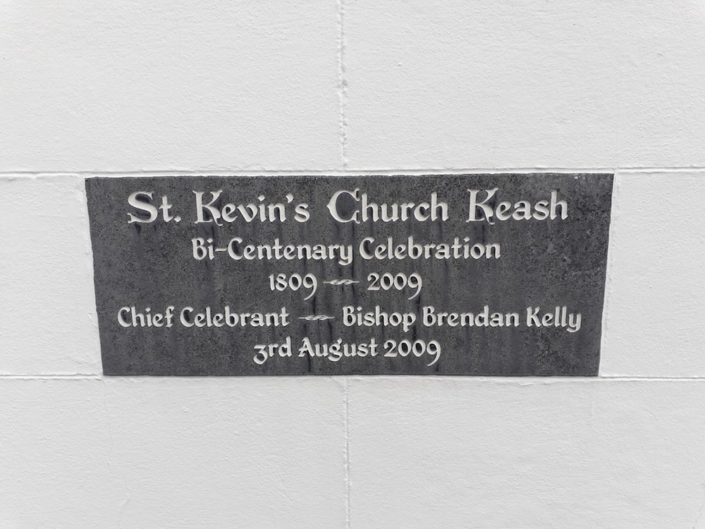 St. Kevin's Church Keash
Bi-Centenary Celebration
1809 — 2009
Chief Celebrant — Bishop Brendan Kelly
3rd August 2009